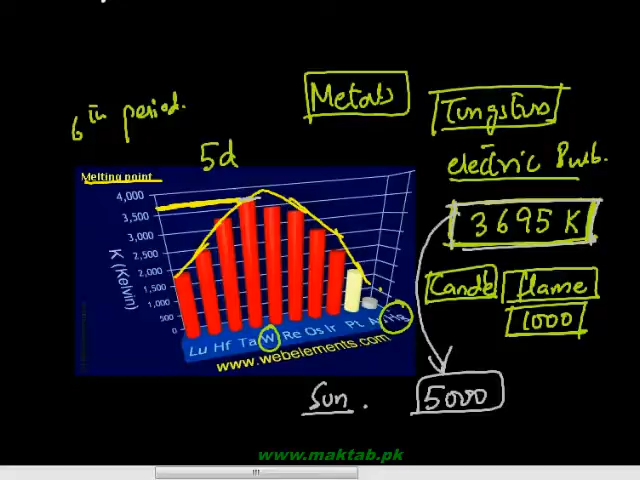 Metals
6th period.
Tungsten
5d
electric Bulb.
Melting point
4,000
3,500
3,000
2,500
2,000
1,500
1,000
500
0
K (Kelvin)
3695 K
Candle flame
1000
Lu Hf Ta W Re Os Ir Pt Au Hg
www.webelements.com
Sun. 5000
www.maktab.pk